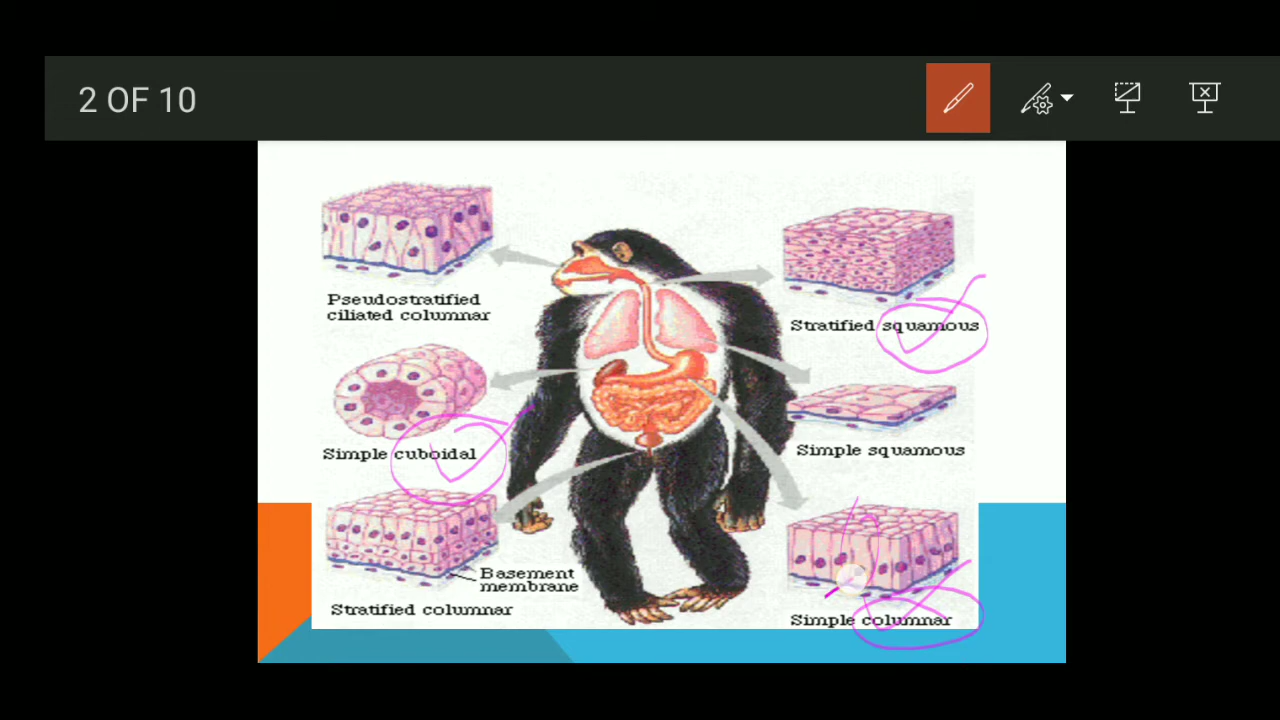 2 OF 10
Pseudostratified
ciliated columnar
Stratified squamous
Simple cuboidal
Simple squamous
Basement
membrane
Stratified columnar
Simple columnar